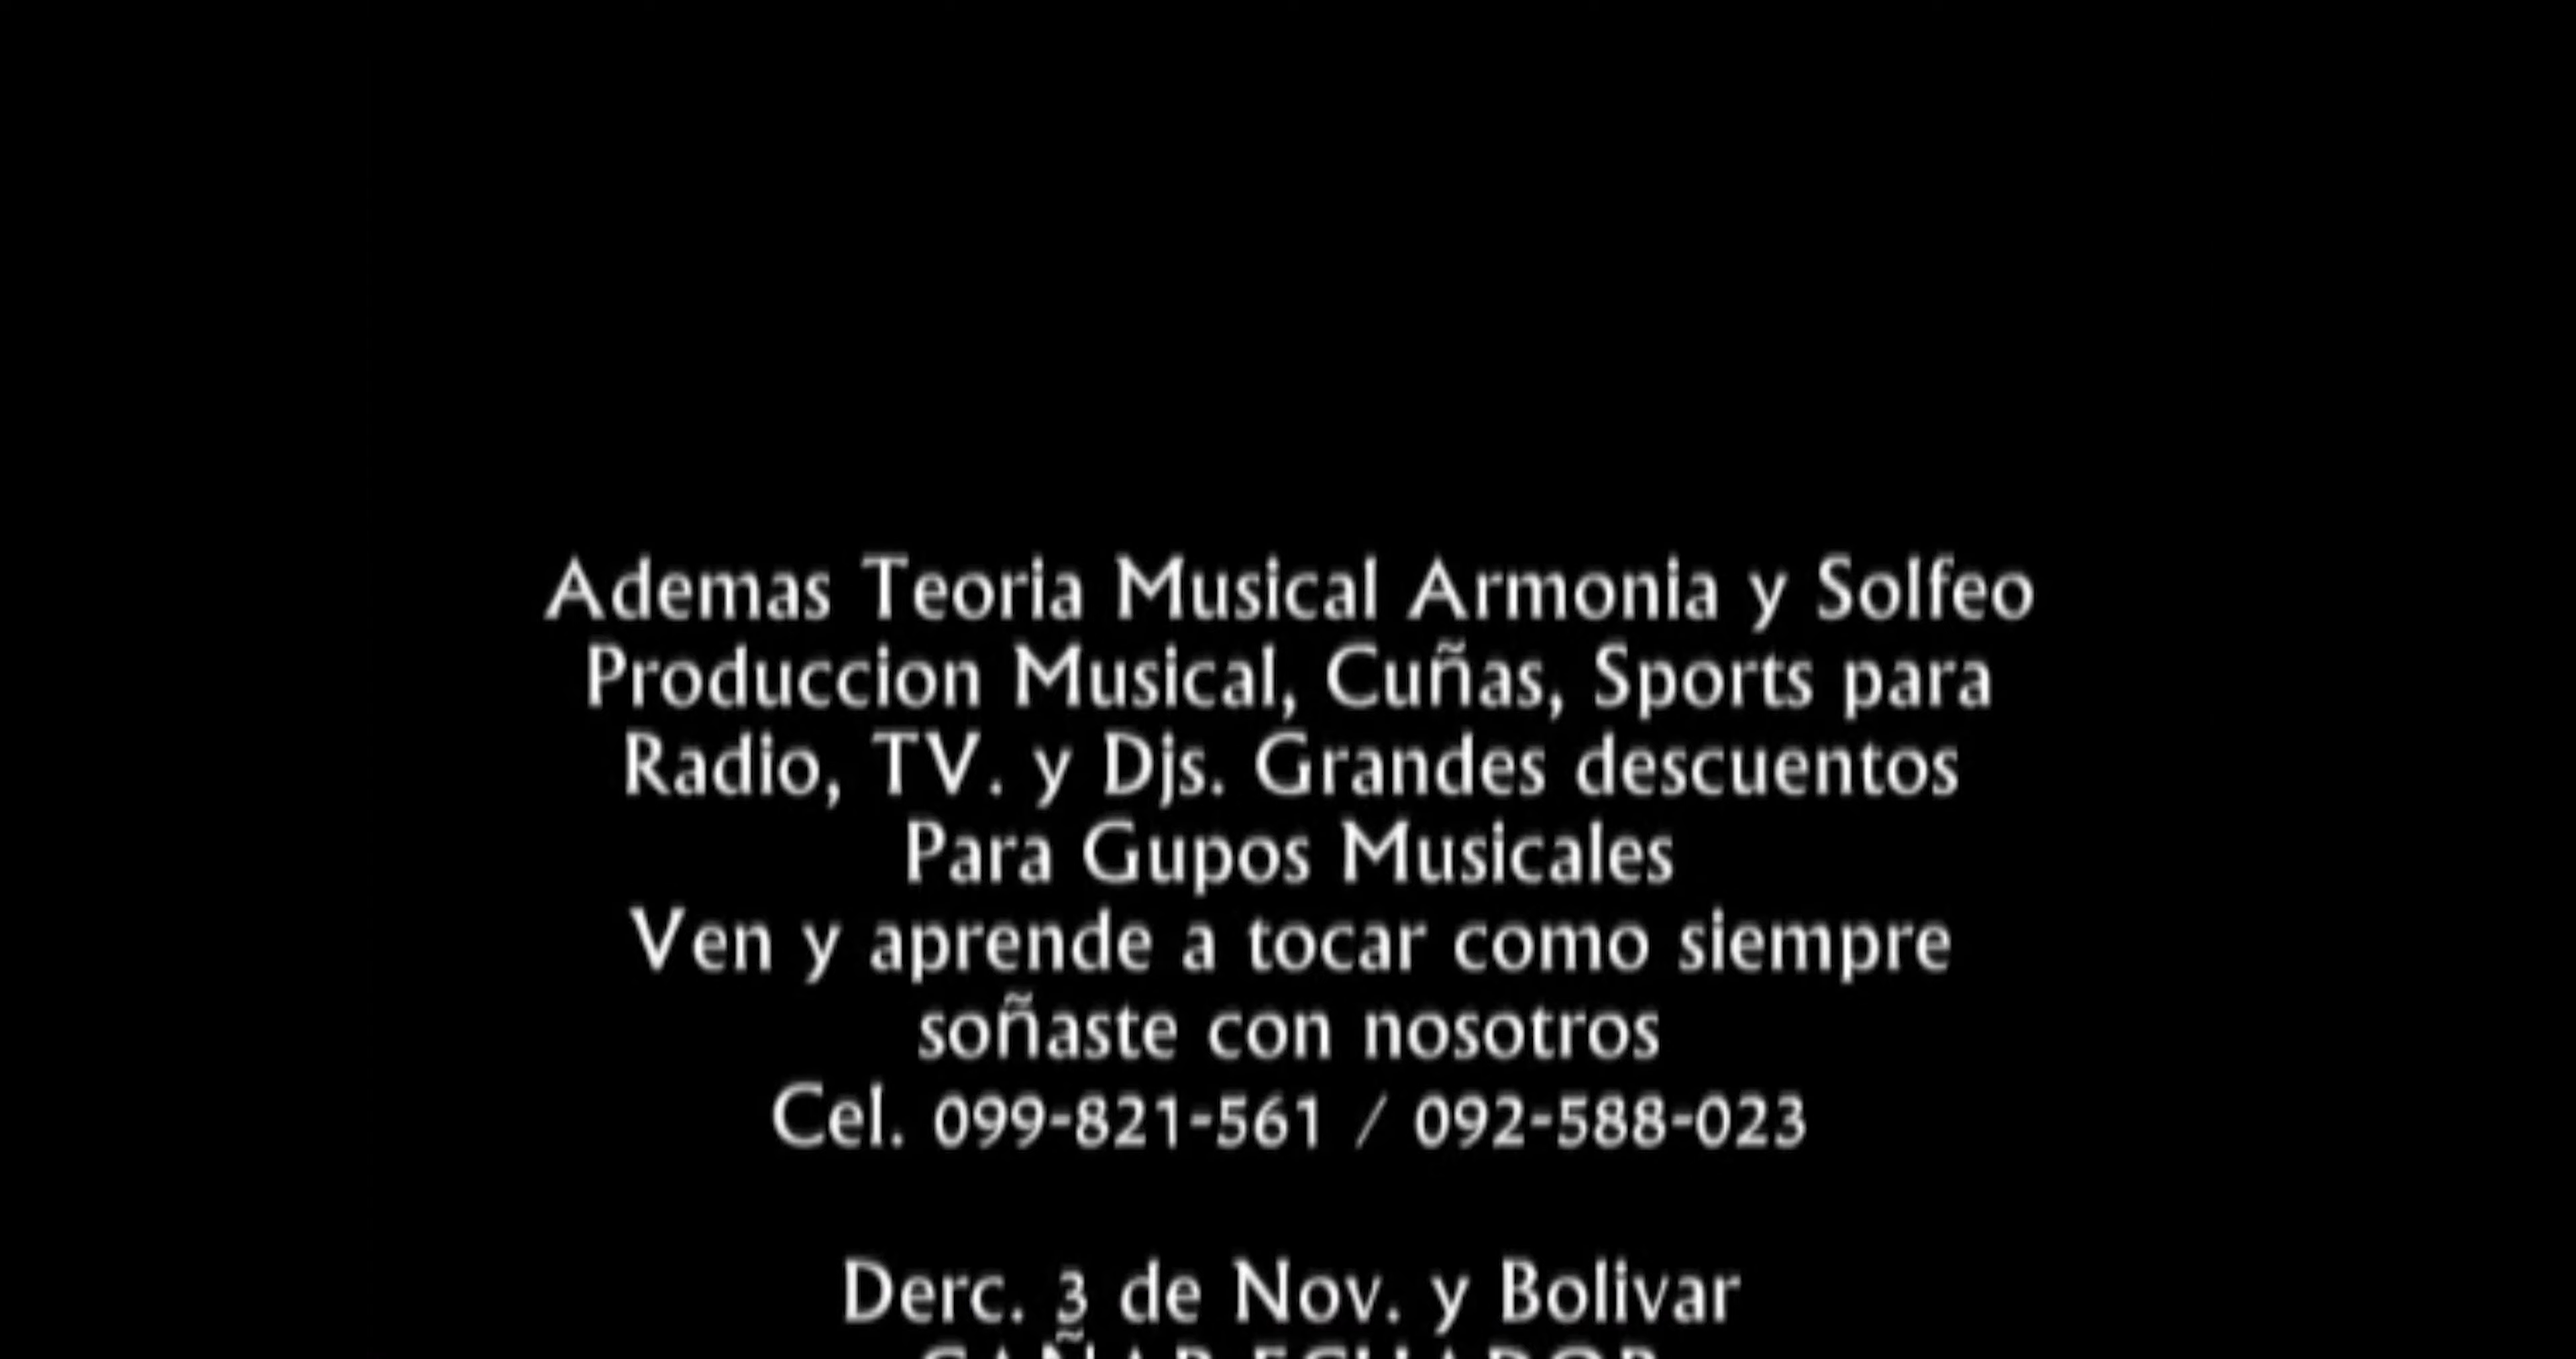 Ademas Teoria Musical Armonia y Solfeo
Produccion Musical, Cuñas, Sports para
Radio, TV. y Djs. Grandes descuentos
Para Gupos Musicales
Ven y aprende a tocar como siempre
soñaste con nosotros
Cel. 099-821-561 / 092-588-023
Derc. 3 de Nov. y Bolivar
CAÑAR ECUADOR